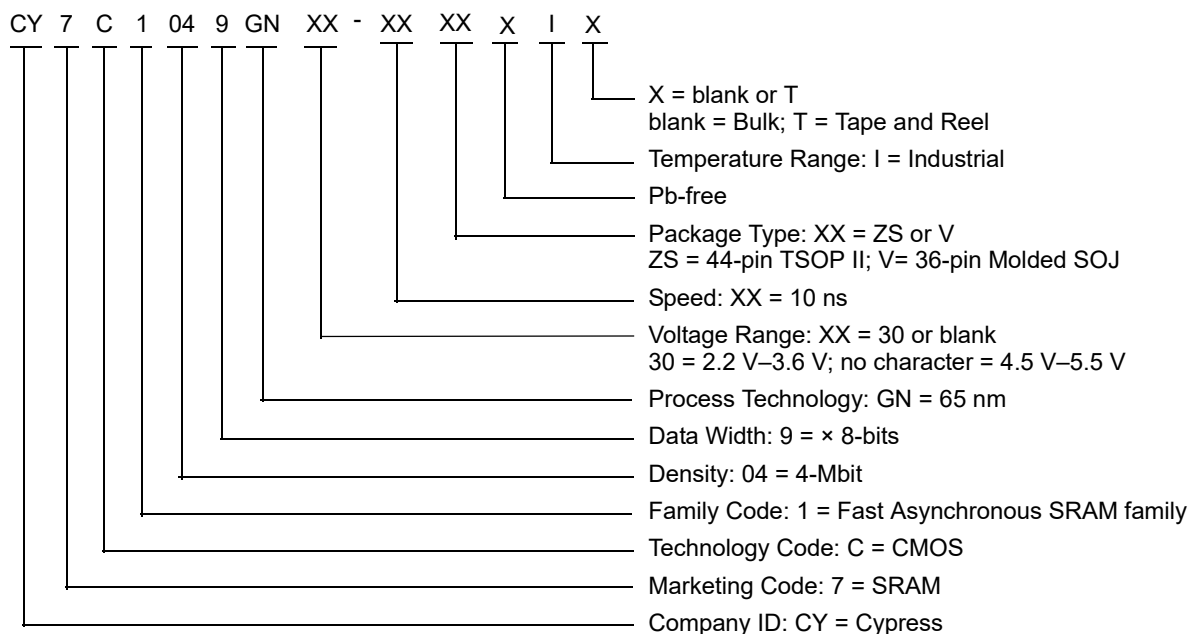 CY 7 C 1 04 9 GN XX - XX XX X I X
X = blank or T
blank = Bulk; T = Tape and Reel
Temperature Range: I = Industrial
Pb-free
Package Type: XX = ZS or V
ZS = 44-pin TSOP II; V= 36-pin Molded SOJ
Speed: XX = 10 ns
Voltage Range: XX = 30 or blank
30 = 2.2 V–3.6 V; no character = 4.5 V–5.5 V
Process Technology: GN = 65 nm
Data Width: 9 = × 8-bits
Density: 04 = 4-Mbit
Family Code: 1 = Fast Asynchronous SRAM family
Technology Code: C = CMOS
Marketing Code: 7 = SRAM
Company ID: CY = Cypress